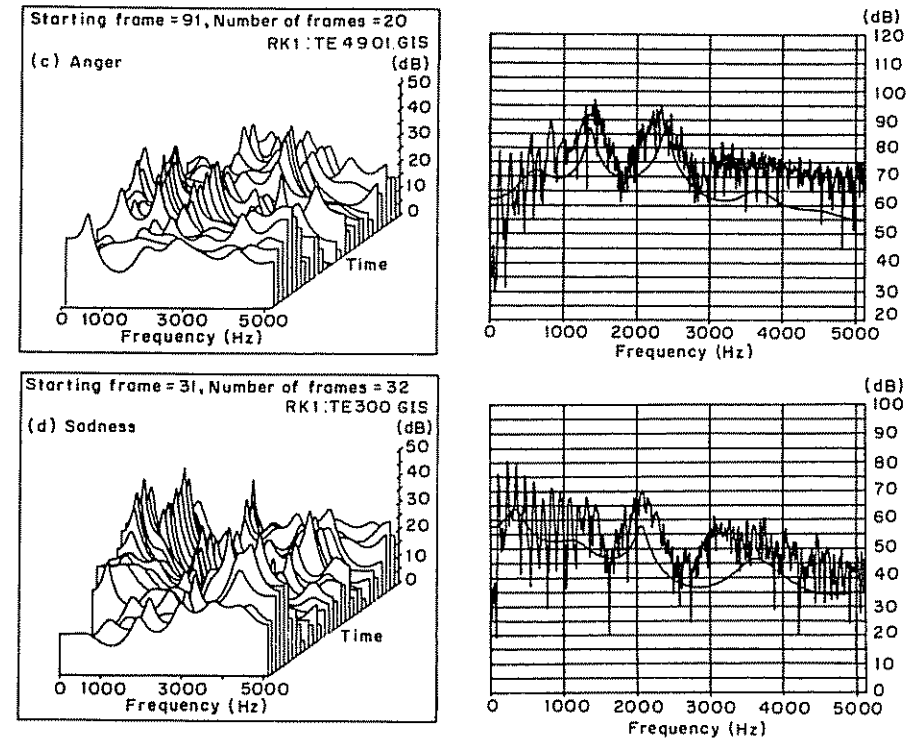 Starting frame = 91, Number of frames = 20
RK1:TE4901.GIS
(c) Anger
(dB)
50
40
30
20
10
0
Time
0 1000 3000 5000
Frequency (Hz)
(dB)
120
110
100
90
80
70
60
50
40
30
20
0 1000 2000 3000 4000 5000
Frequency (Hz)
Starting frame = 31, Number of frames = 32
RK1:TE300 GIS
(d) Sadness
(dB)
50
40
30
20
10
0
Time
0 1000 3000 5000
Frequency (Hz)
(dB)
100
90
80
70
60
50
40
30
20
10
0
0 1000 2000 3000 4000 5000
Frequency (Hz)